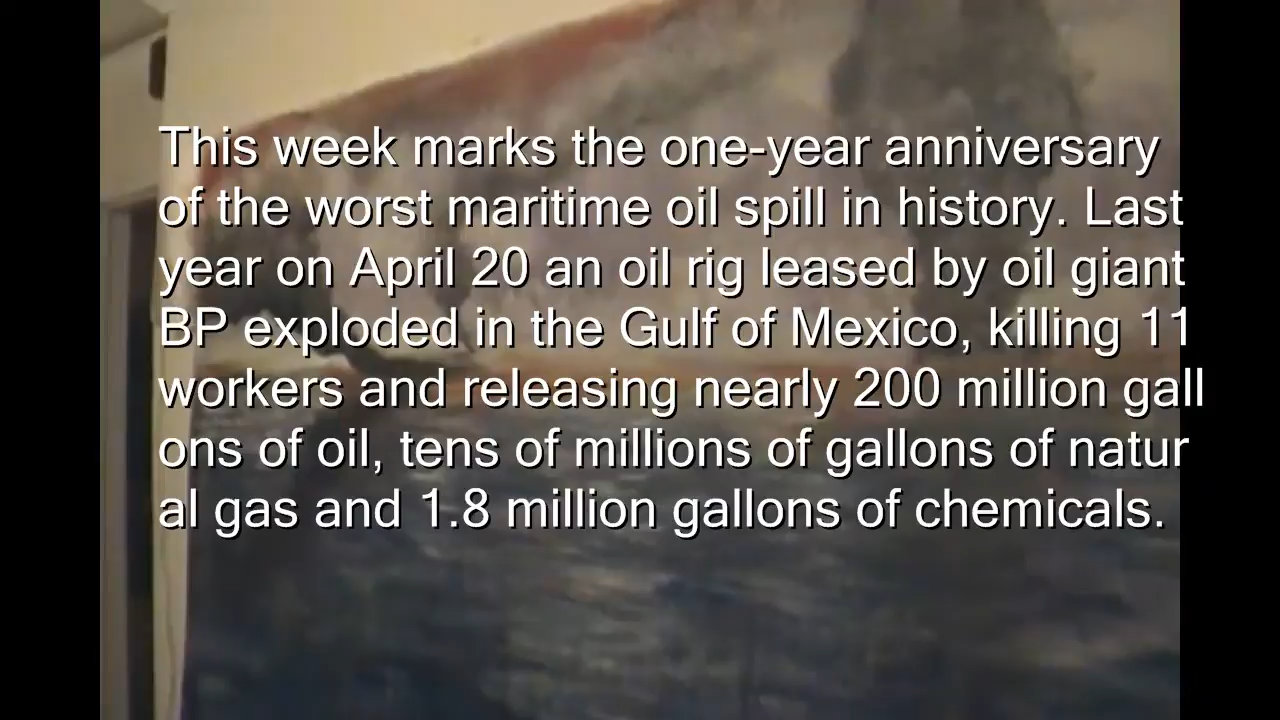 This week marks the one-year anniversary
of the worst maritime oil spill in history. Last
year on April 20 an oil rig leased by oil giant
BP exploded in the Gulf of Mexico, killing 11
workers and releasing nearly 200 million gall
ons of oil, tens of millions of gallons of natur
al gas and 1.8 million gallons of chemicals.